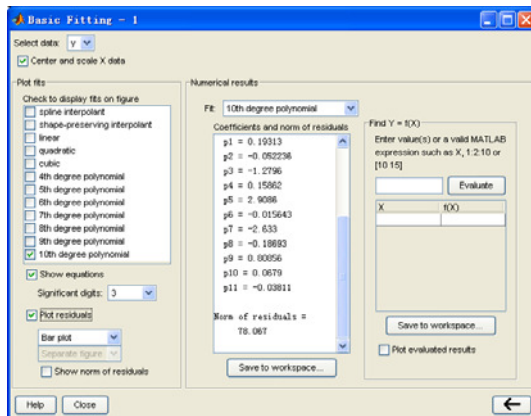 Basic Fitting - 1
Select data: y
Center and scale X data
Plot fits
Check to display fits on figure
spline interpolant
shape-preserving interpolant
linear
quadratic
cubic
4th degree polynomial
5th degree polynomial
6th degree polynomial
7th degree polynomial
8th degree polynomial
9th degree polynomial
10th degree polynomial
Show equations
Significant digits: 3
Plot residuals
Bar plot
Separate figure
Show norm of residuals
Numerical results
Fit: 10th degree polynomial
Coefficients and norm of residuals
p1 = 0.19313
p2 = -0.052236
p3 = -1.2796
p4 = 0.15862
p5 = 2.9086
p6 = -0.015643
p7 = -2.633
p8 = -0.18693
p9 = 0.80856
p10 = 0.0679
p11 = -0.03811
Norm of residuals =
78.067
Save to workspace...
Find Y = f(X)
Enter value(s) or a valid MATLAB
expression such as X, 1:2:10 or
[10 15]
Evaluate
X f(X)
Save to workspace...
Plot evaluated results
Help Close